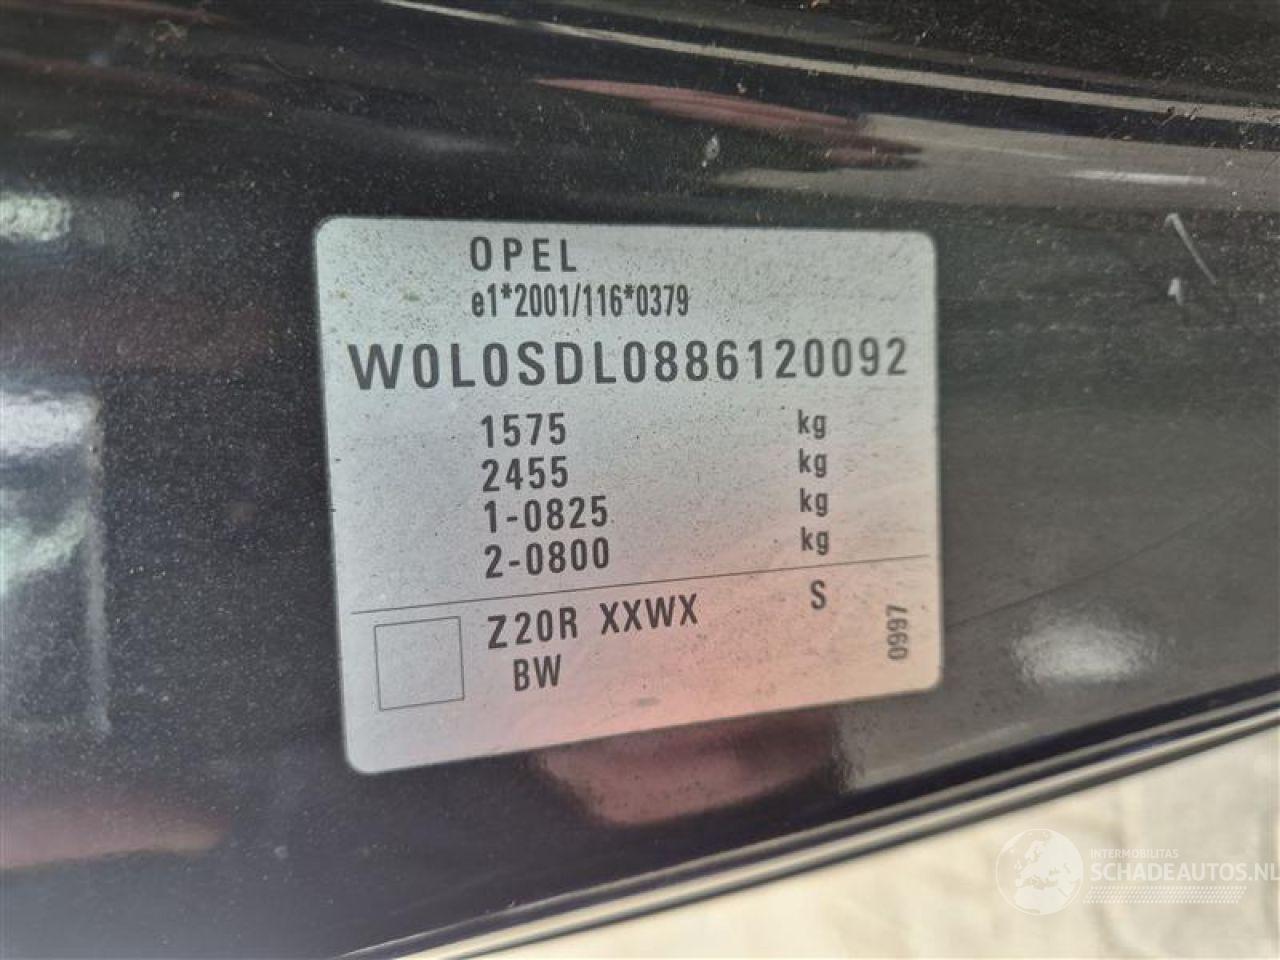 OPEL
e1*2001/116*0379
W0L0SDL0886120092
1575 kg
2455 kg
1-0825 kg
2-0800 kg
Z20R XXWX S
BW
0997
INTERMOBILITAS
SCHADEAUTOS.NL